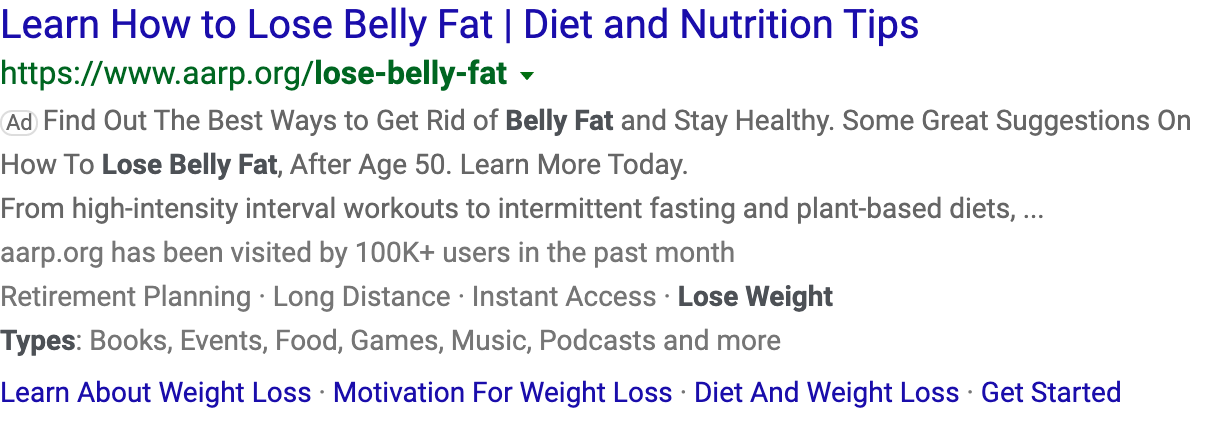 Learn How to Lose Belly Fat | Diet and Nutrition Tips
https://www.aarp.org/lose-belly-fat
Ad Find Out The Best Ways to Get Rid of Belly Fat and Stay Healthy. Some Great Suggestions On
How To Lose Belly Fat, After Age 50. Learn More Today.
From high-intensity interval workouts to intermittent fasting and plant-based diets, ...
aarp.org has been visited by 100K+ users in the past month
Retirement Planning · Long Distance · Instant Access · Lose Weight
Types: Books, Events, Food, Games, Music, Podcasts and more
Learn About Weight Loss · Motivation For Weight Loss · Diet And Weight Loss · Get Started